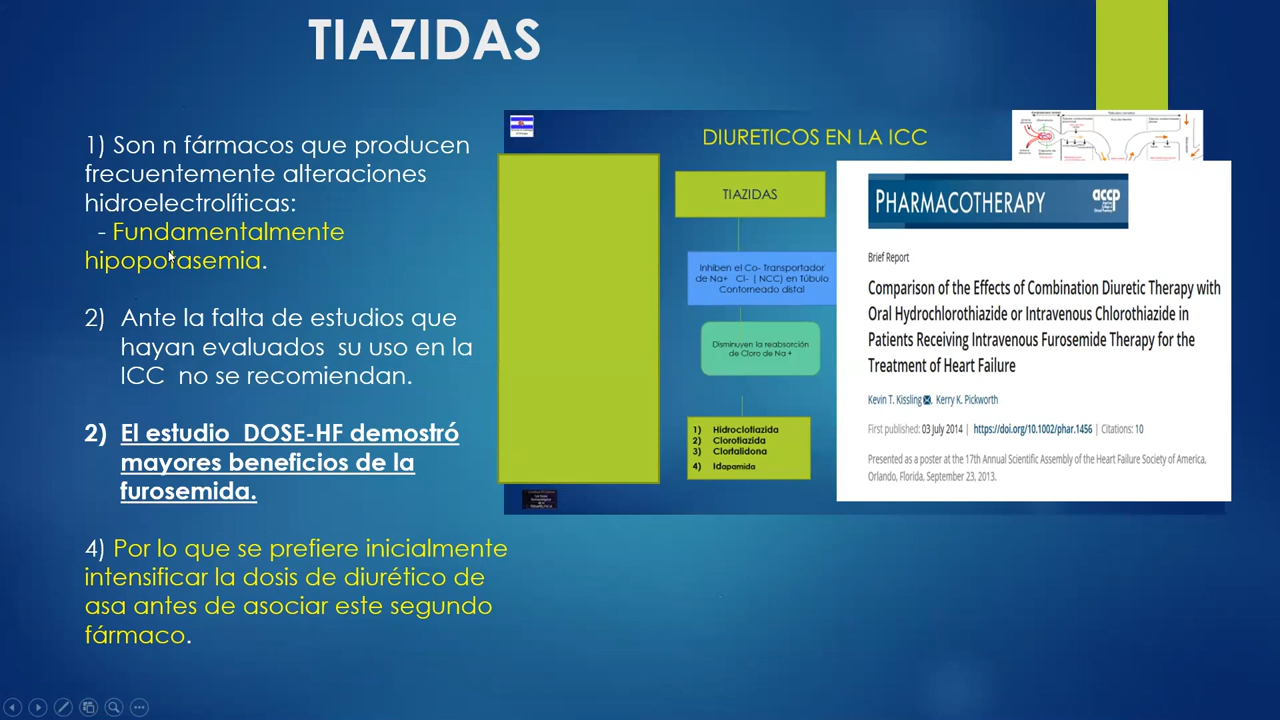 TIAZIDAS
1) Son n fármacos que producen
frecuentemente alteraciones
hidroelectrolíticas:
- Fundamentalmente
hipopotasemia.
2) Ante la falta de estudios que
hayan evaluados su uso en la
ICC no se recomiendan.
2) El estudio DOSE-HF demostró
mayores beneficios de la
furosemida.
4) Por lo que se prefiere inicialmente
intensificar la dosis de diurético de
asa antes de asociar este segundo
fármaco.
DIURETICOS EN LA ICC
TIAZIDAS
Inhiben el Co- Transportador
de Na+ Cl- ( NCC) en Túbulo
Contorneado distal
Disminuyen la reabsorción
de Cloro de Na +
1) Hidroclotiazida
2) Clorotiazida
3) Clortalidona
4) Idapamida
PHARMACOTHERAPY
accp
Brief Report
Comparison of the Effects of Combination Diuretic Therapy with
Oral Hydrochlorothiazide or Intravenous Chlorothiazide in
Patients Receiving Intravenous Furosemide Therapy for the
Treatment of Heart Failure
Kevin T. Kissling, Kerry K. Pickworth
First published: 03 July 2014 | https://doi.org/10.1002/phar.1456 | Citations: 10
Presented as a poster at the 17th Annual Scientific Assembly of the Heart Failure Society of America,
Orlando, Florida, September 23, 2013.